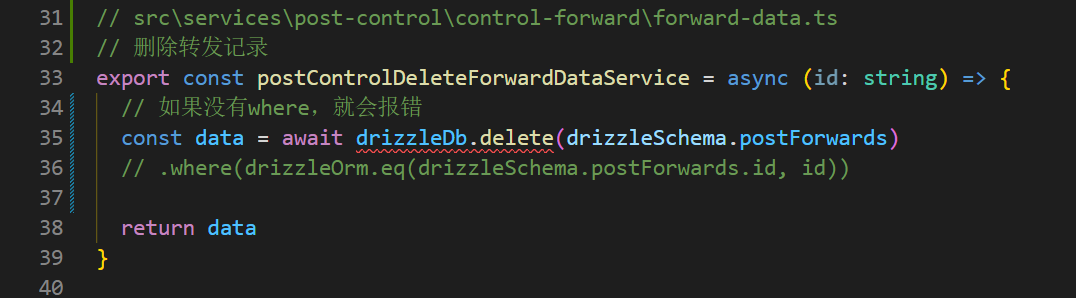 31 // src\services\post-control\control-forward\forward-data.ts
32 // 删除转发记录
33 export const postControlDeleteForwardDataService = async (id: string) => {
34 // 如果没有where，就会报错
35 const data = await drizzleDb.delete(drizzleSchema.postForwards)
36 // .where(drizzleOrm.eq(drizzleSchema.postForwards.id, id))
37
38 return data
39 }
40